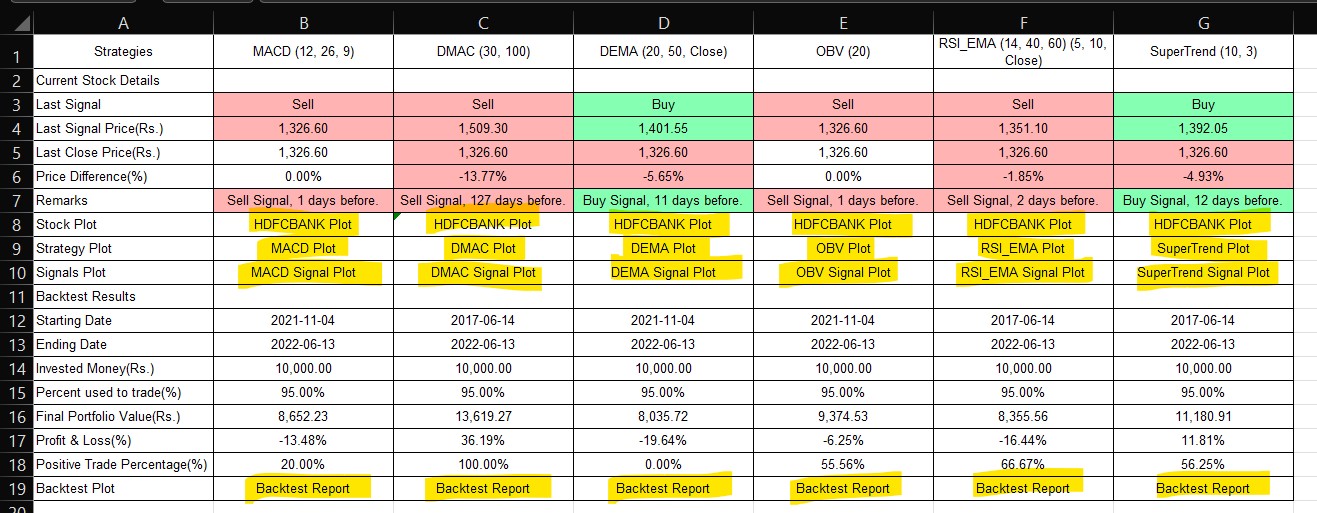 A B C D E F G
1 Strategies MACD (12, 26, 9) DMAC (30, 100) DEMA (20, 50, Close) OBV (20) RSI_EMA (14, 40, 60) (5, 10, Close) SuperTrend (10, 3)
2 Current Stock Details
3 Last Signal Sell Sell Buy Sell Sell Buy
4 Last Signal Price(Rs.) 1,326.60 1,509.30 1,401.55 1,326.60 1,351.10 1,392.05
5 Last Close Price(Rs.) 1,326.60 1,326.60 1,326.60 1,326.60 1,326.60 1,326.60
6 Price Difference(%) 0.00% -13.77% -5.65% 0.00% -1.85% -4.93%
7 Remarks Sell Signal, 1 days before. Sell Signal, 127 days before. Buy Signal, 11 days before. Sell Signal, 1 days before. Sell Signal, 2 days before. Buy Signal, 12 days before.
8 Stock Plot HDFCBANK Plot HDFCBANK Plot HDFCBANK Plot HDFCBANK Plot HDFCBANK Plot HDFCBANK Plot
9 Strategy Plot MACD Plot DMAC Plot DEMA Plot OBV Plot RSI_EMA Plot SuperTrend Plot
10 Signals Plot MACD Signal Plot DMAC Signal Plot DEMA Signal Plot OBV Signal Plot RSI_EMA Signal Plot SuperTrend Signal Plot
11 Backtest Results
12 Starting Date 2021-11-04 2017-06-14 2021-11-04 2021-11-04 2017-06-14 2017-06-14
13 Ending Date 2022-06-13 2022-06-13 2022-06-13 2022-06-13 2022-06-13 2022-06-13
14 Invested Money(Rs.) 10,000.00 10,000.00 10,000.00 10,000.00 10,000.00 10,000.00
15 Percent used to trade(%) 95.00% 95.00% 95.00% 95.00% 95.00% 95.00%
16 Final Portfolio Value(Rs.) 8,652.23 13,619.27 8,035.72 9,374.53 8,355.56 11,180.91
17 Profit & Loss(%) -13.48% 36.19% -19.64% -6.25% -16.44% 11.81%
18 Positive Trade Percentage(%) 20.00% 100.00% 0.00% 55.56% 66.67% 56.25%
19 Backtest Plot Backtest Report Backtest Report Backtest Report Backtest Report Backtest Report Backtest Report
20